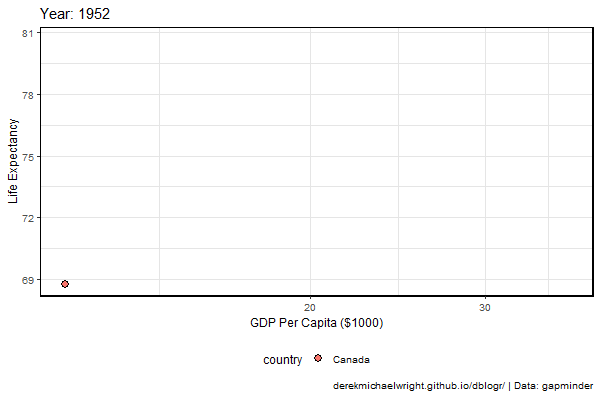 Year: 1952
81
78
75
72
69
Life Expectancy
20
30
GDP Per Capita ($1000)
country
Canada
derekmichaelwright.github.io/dblogr/ | Data: gapminder